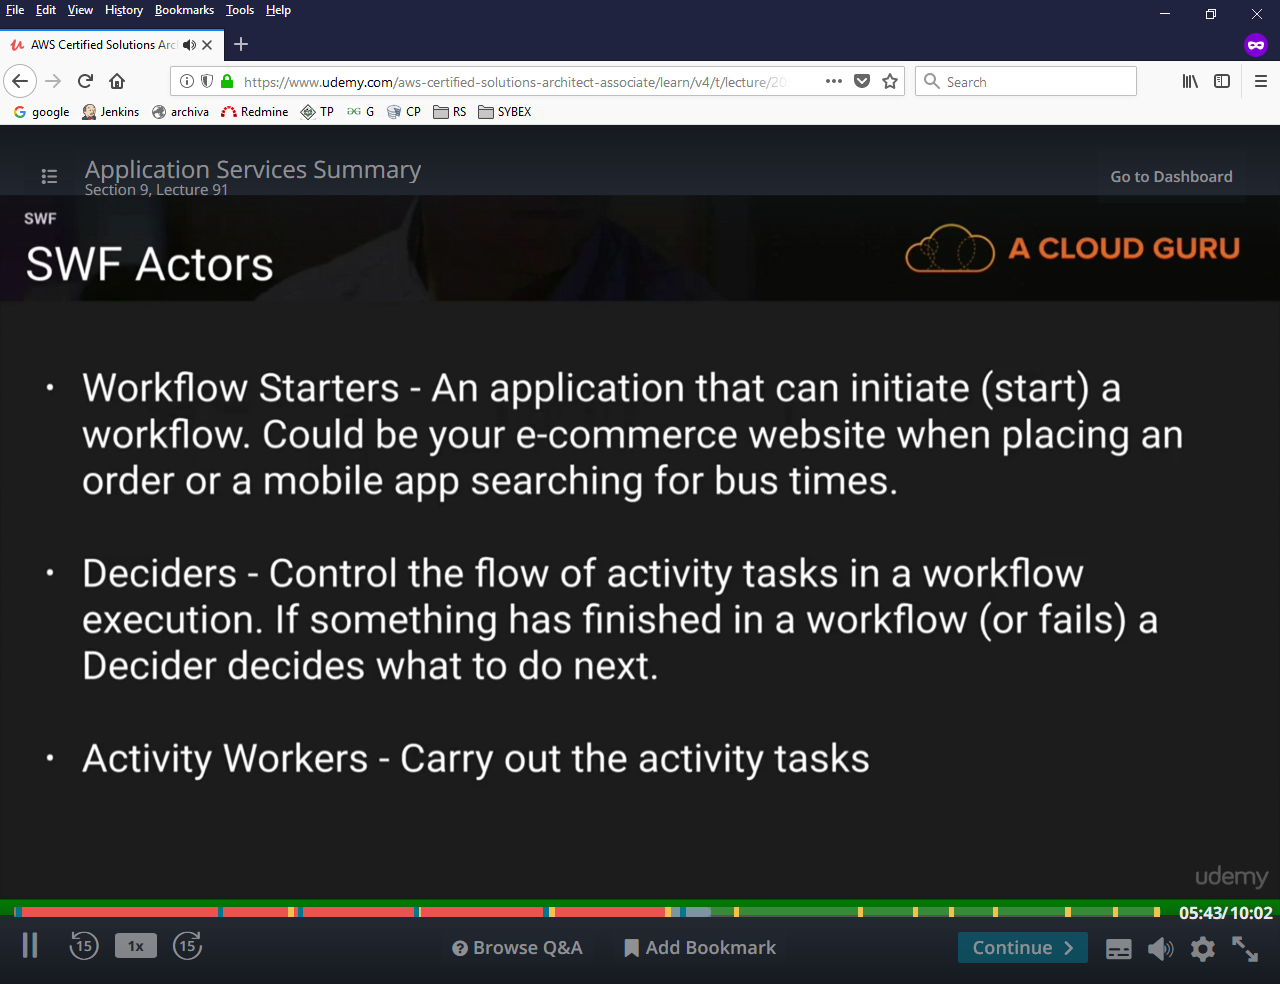 File Edit View History Bookmarks Tools Help
AWS Certified Solutions Arc
https://www.udemy.com/aws-certified-solutions-architect-associate/learn/v4/t/lecture/20
Search
google Jenkins archiva Redmine TP G CP RS SYBEX
Application Services Summary
Section 9, Lecture 91
Go to Dashboard
SWF
SWF Actors
A CLOUD GURU
• Workflow Starters - An application that can initiate (start) a
workflow. Could be your e-commerce website when placing an
order or a mobile app searching for bus times.
• Deciders - Control the flow of activity tasks in a workflow
execution. If something has finished in a workflow (or fails) a
Decider decides what to do next.
• Activity Workers - Carry out the activity tasks
udemy
05:43/10:02
15 1x 15 Browse Q&A Add Bookmark Continue